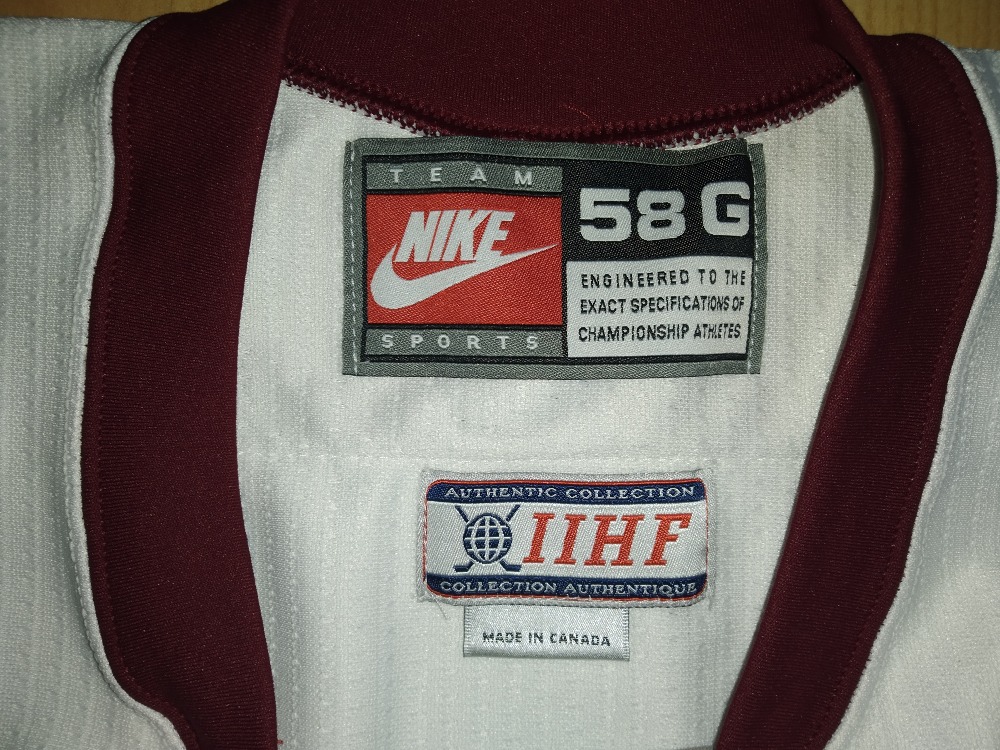 TEAM
NIKE
SPORTS
58 G
ENGINEERED TO THE
EXACT SPECIFICATIONS OF
CHAMPIONSHIP ATHLETES
AUTHENTIC COLLECTION
IIHF
COLLECTION AUTHENTIQUE
MADE IN CANADA